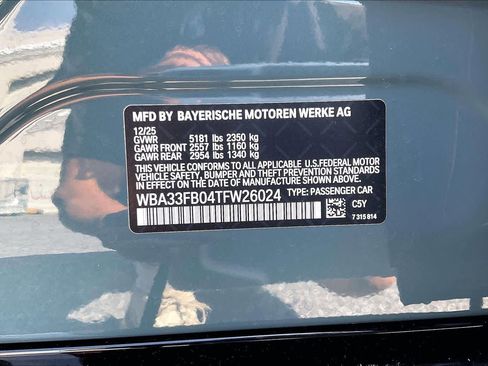 MFD BY BAYERISCHE MOTOREN WERKE AG
12/25
GVWR 5181 lbs 2350 kg
GAWR FRONT 2557 lbs 1160 kg
GAWR REAR 2954 lbs 1340 kg
THIS VEHICLE CONFORMS TO ALL APPLICABLE U.S.FEDERAL MOTOR
VEHICLE SAFETY, BUMPER, AND THEFT PREVENTION STANDARDS
IN EFFECT ON THE DATE OF MANUFACTURE SHOWN ABOVE.
WBA33FB04TFW26024 TYPE: PASSENGER CAR
C5Y
7 315 814